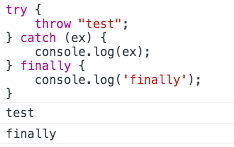 try {
    throw "test";
} catch (ex) {
    console.log(ex);
} finally {
    console.log('finally');
}
test
finally